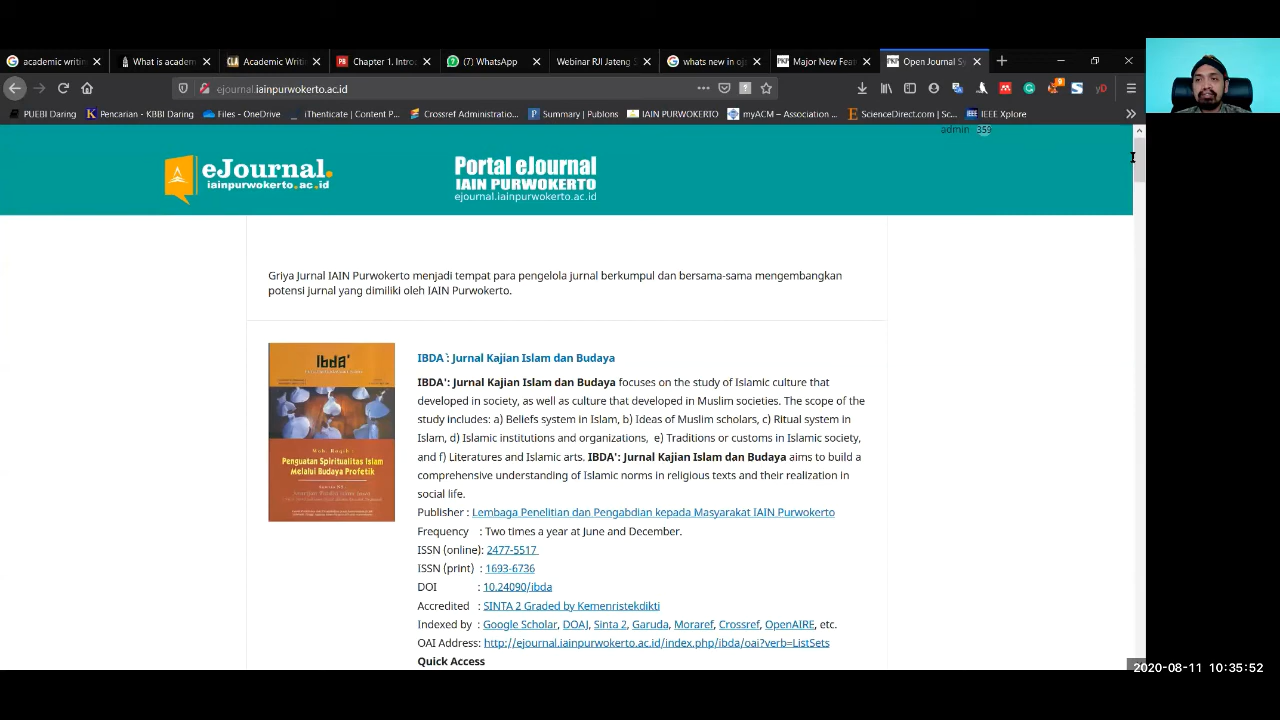 academic writin
What is academ
Academic Writi
Chapter 1. Intro
(7) WhatsApp
Webinar RJI Jateng S
whats new in oj
Major New Feat
Open Journal Sy
ejournal.iainpurwokerto.ac.id
PUEBI Daring
Pencarian - KBBI Daring
Files - OneDrive
iThenticate | Content P...
Crossref Administratio...
Summary | Publons
IAIN PURWOKERTO
myACM – Association ...
ScienceDirect.com | Sc...
IEEE Xplore
admin 359
eJournal.
iainpurwokerto.ac.id
Portal eJournal
IAIN PURWOKERTO
ejournal.iainpurwokerto.ac.id
Griya Jurnal IAIN Purwokerto menjadi tempat para pengelola jurnal berkumpul dan bersama-sama mengembangkan
potensi jurnal yang dimiliki oleh IAIN Purwokerto.
ibda'
Penguatan Spiritualitas Islam
Melalui Budaya Profetik
IBDA`: Jurnal Kajian Islam dan Budaya
IBDA': Jurnal Kajian Islam dan Budaya focuses on the study of Islamic culture that
developed in society, as well as culture that developed in Muslim societies. The scope of the
study includes: a) Beliefs system in Islam, b) Ideas of Muslim scholars, c) Ritual system in
Islam, d) Islamic institutions and organizations, e) Traditions or customs in Islamic society,
and f) Literatures and Islamic arts. IBDA': Jurnal Kajian Islam dan Budaya aims to build a
comprehensive understanding of Islamic norms in religious texts and their realization in
social life.
Publisher : Lembaga Penelitian dan Pengabdian kepada Masyarakat IAIN Purwokerto
Frequency : Two times a year at June and December.
ISSN (online): 2477-5517
ISSN (print) : 1693-6736
DOI : 10.24090/ibda
Accredited : SINTA 2 Graded by Kemenristekdikti
Indexed by : Google Scholar, DOAJ, Sinta 2, Garuda, Moraref, Crossref, OpenAIRE, etc.
OAI Address: http://ejournal.iainpurwokerto.ac.id/index.php/ibda/oai?verb=ListSets
Quick Access
2020-08-11 10:35:52